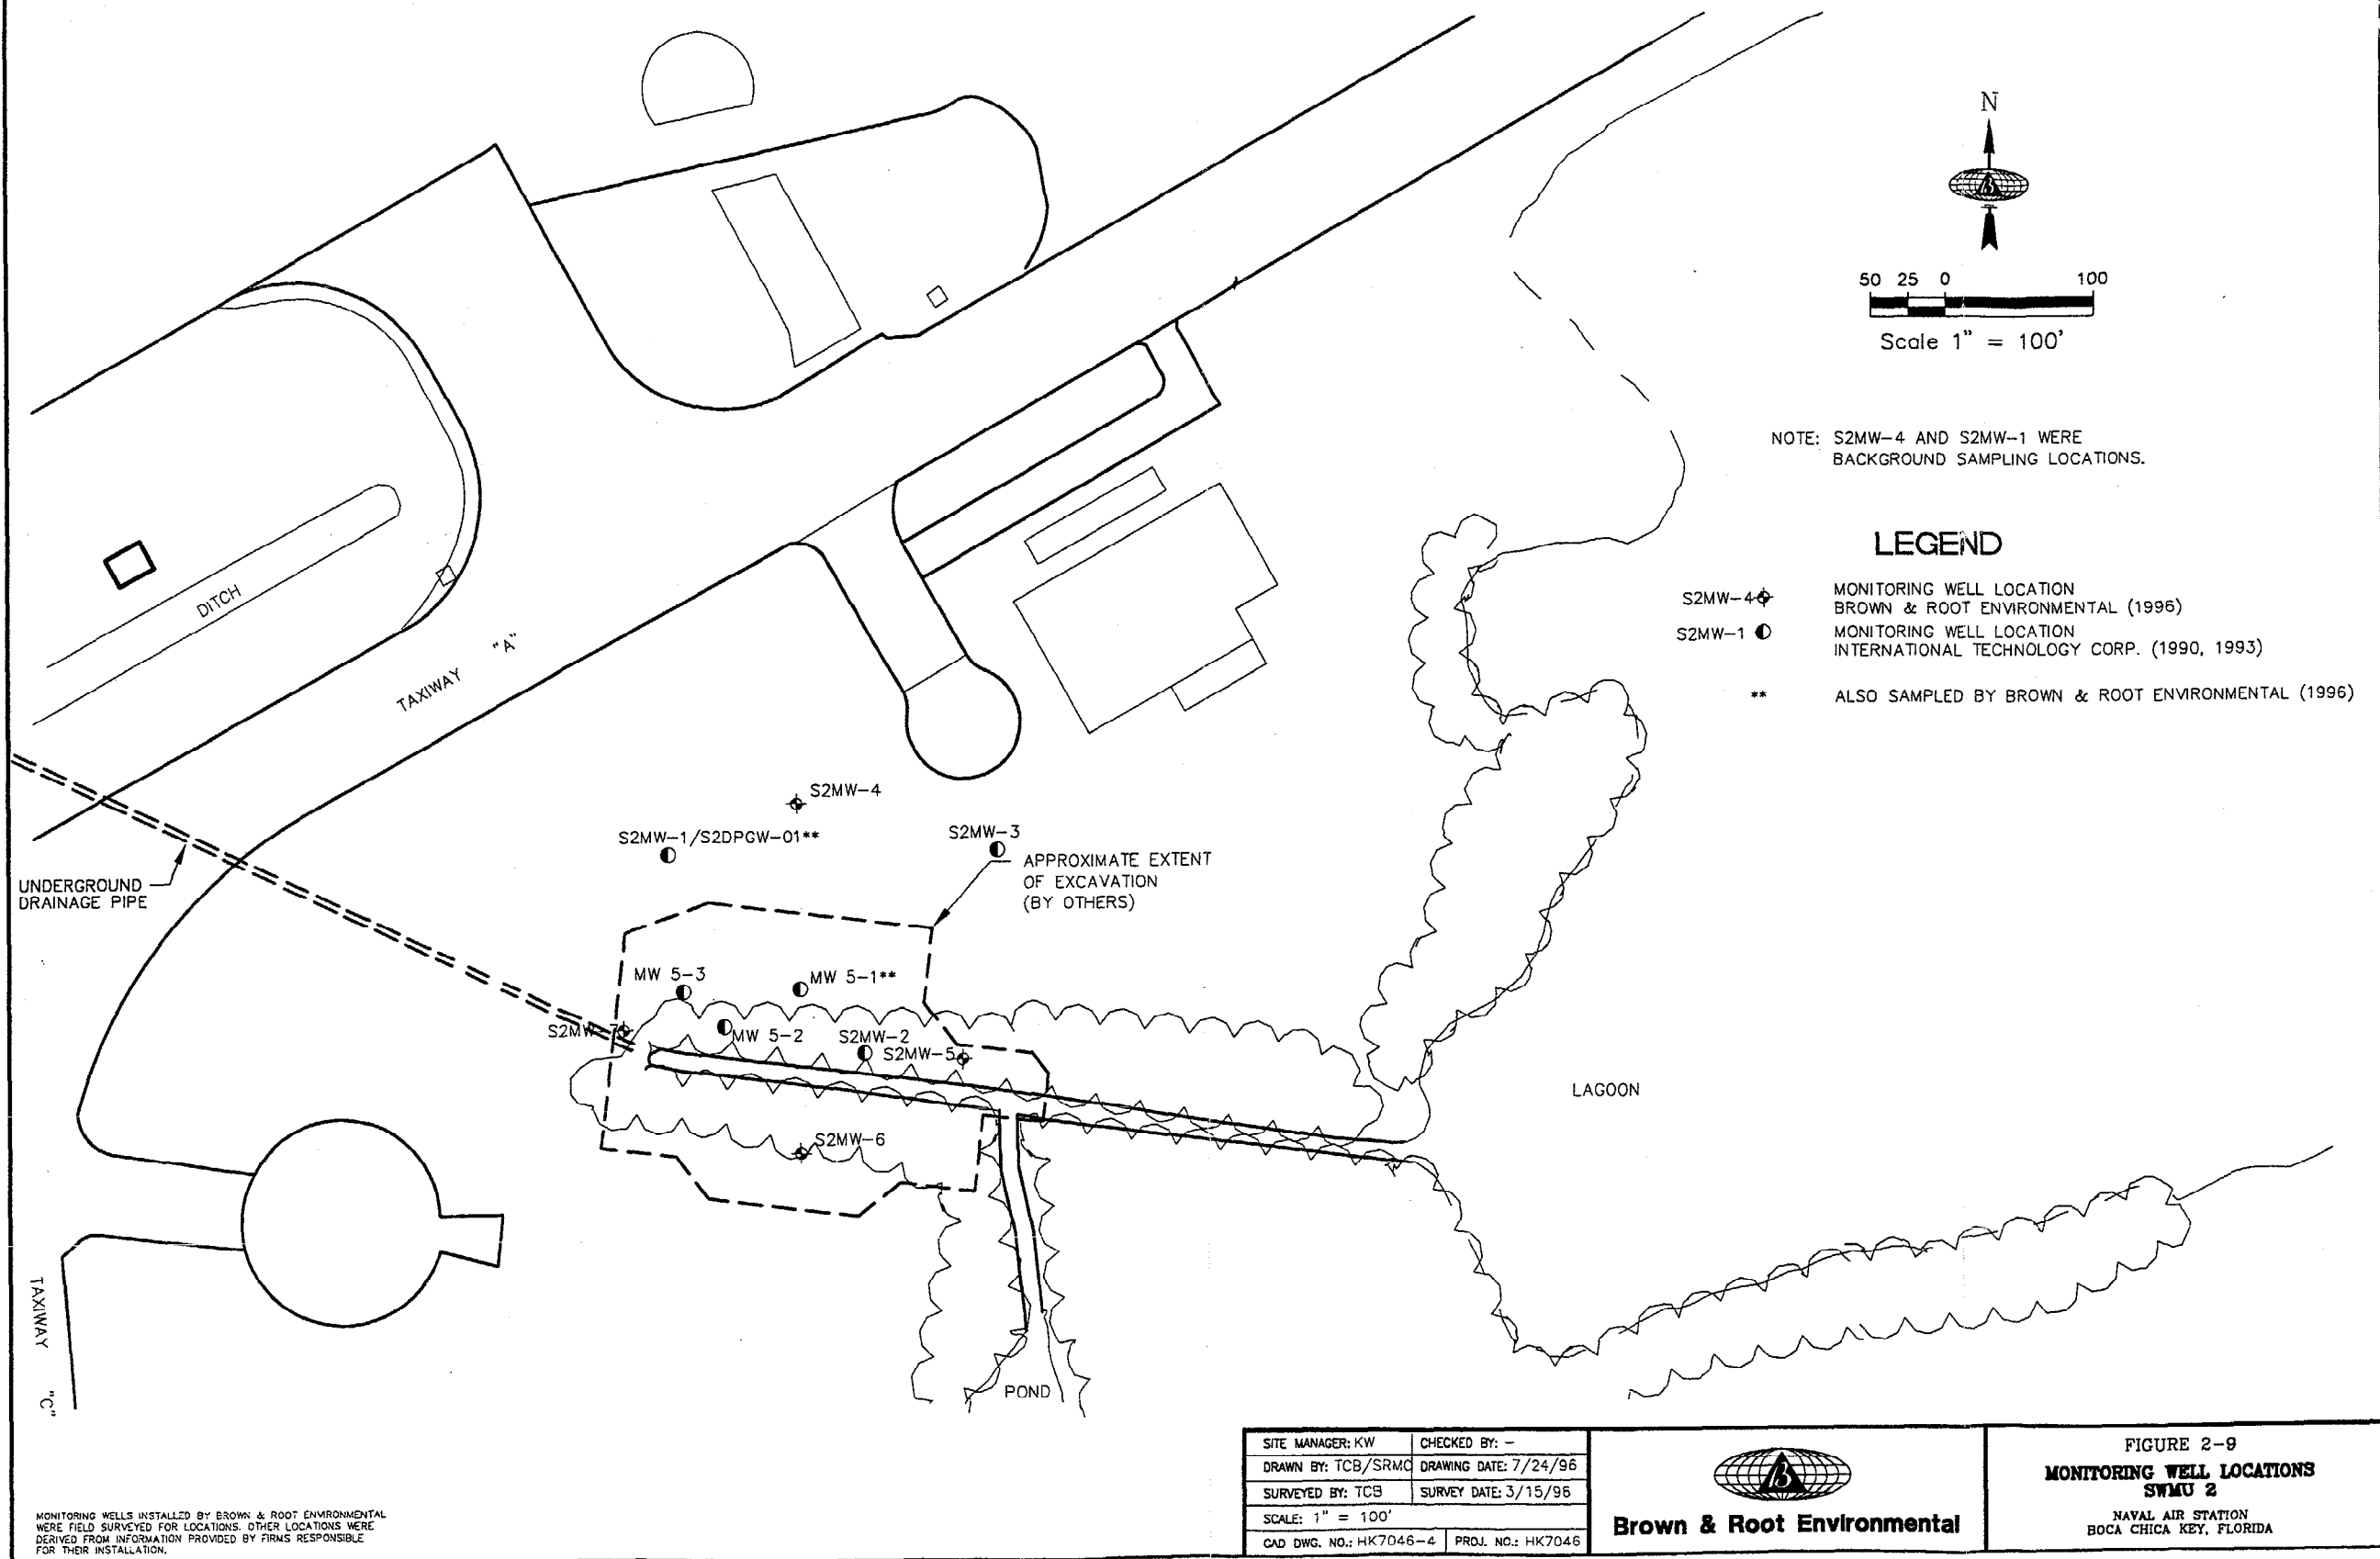 N
50 25 0 100
Scale 1" = 100'
NOTE: S2MW-4 AND S2MW-1 WERE
BACKGROUND SAMPLING LOCATIONS.
LEGEND
S2MW-4 MONITORING WELL LOCATION
BROWN & ROOT ENVIRONMENTAL (1996)
S2MW-1 MONITORING WELL LOCATION
INTERNATIONAL TECHNOLOGY CORP. (1990, 1993)
** ALSO SAMPLED BY BROWN & ROOT ENVIRONMENTAL (1996)
DITCH
TAXIWAY "A"
S2MW-4
S2MW-1/S2DPGW-01**
S2MW-3
APPROXIMATE EXTENT
OF EXCAVATION
(BY OTHERS)
UNDERGROUND
DRAINAGE PIPE
MW 5-3
MW 5-1**
S2MW-7
MW 5-2
S2MW-2
S2MW-5
LAGOON
S2MW-6
TAXIWAY "C"
POND
MONITORING WELLS INSTALLED BY BROWN & ROOT ENVIRONMENTAL
WERE FIELD SURVEYED FOR LOCATIONS. OTHER LOCATIONS WERE
DERIVED FROM INFORMATION PROVIDED BY FIRMS RESPONSIBLE
FOR THEIR INSTALLATION.
SITE MANAGER: KW CHECKED BY: -
DRAWN BY: TCB/SRMC DRAWING DATE: 7/24/96
SURVEYED BY: TCB SURVEY DATE: 3/15/96
SCALE: 1" = 100'
CAD DWG. NO.: HK7046-4 PROJ. NO.: HK7046
Brown & Root Environmental
FIGURE 2-9
MONITORING WELL LOCATIONS
SWMU 2
NAVAL AIR STATION
BOCA CHICA KEY, FLORIDA